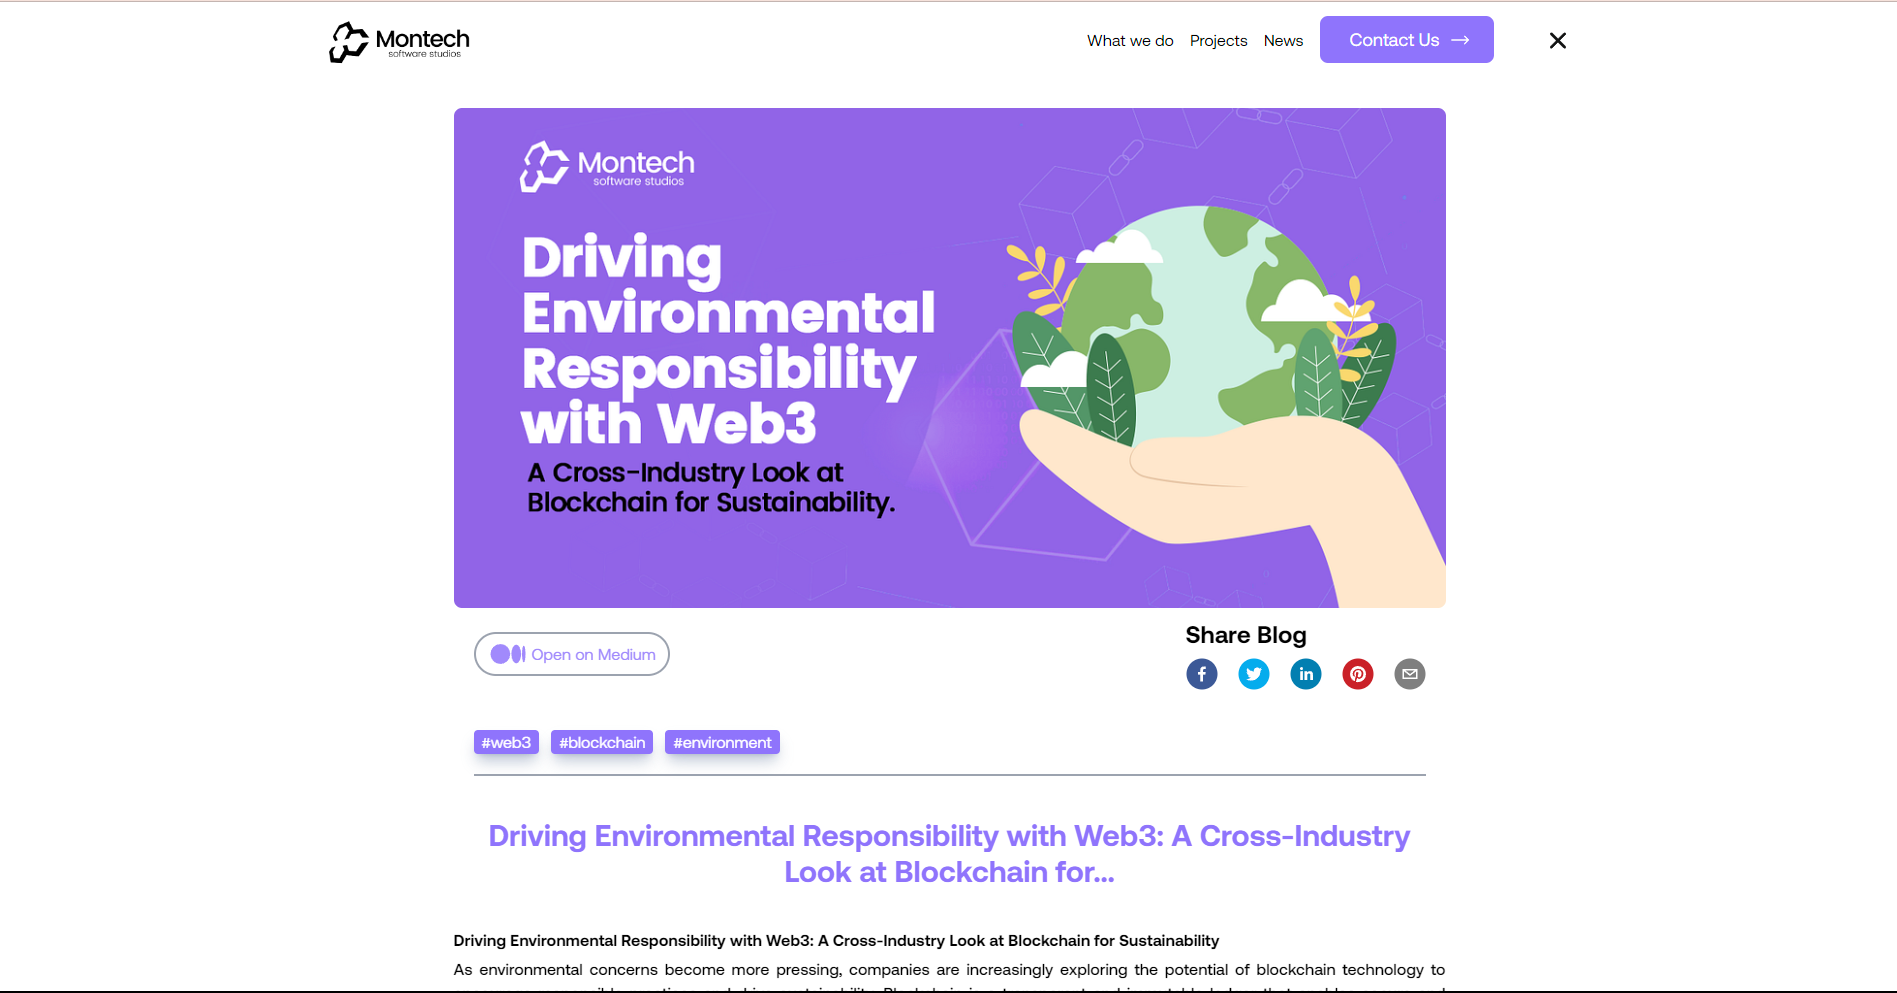 Montech
software studios
What we do
Projects
News
Contact Us
Montech
software studios
Driving
Environmental
Responsibility
with Web3
A Cross-Industry Look at
Blockchain for Sustainability.
Open on Medium
Share Blog
#web3
#blockchain
#environment
Driving Environmental Responsibility with Web3: A Cross-Industry
Look at Blockchain for...
Driving Environmental Responsibility with Web3: A Cross-Industry Look at Blockchain for Sustainability
As environmental concerns become more pressing, companies are increasingly exploring the potential of blockchain technology to